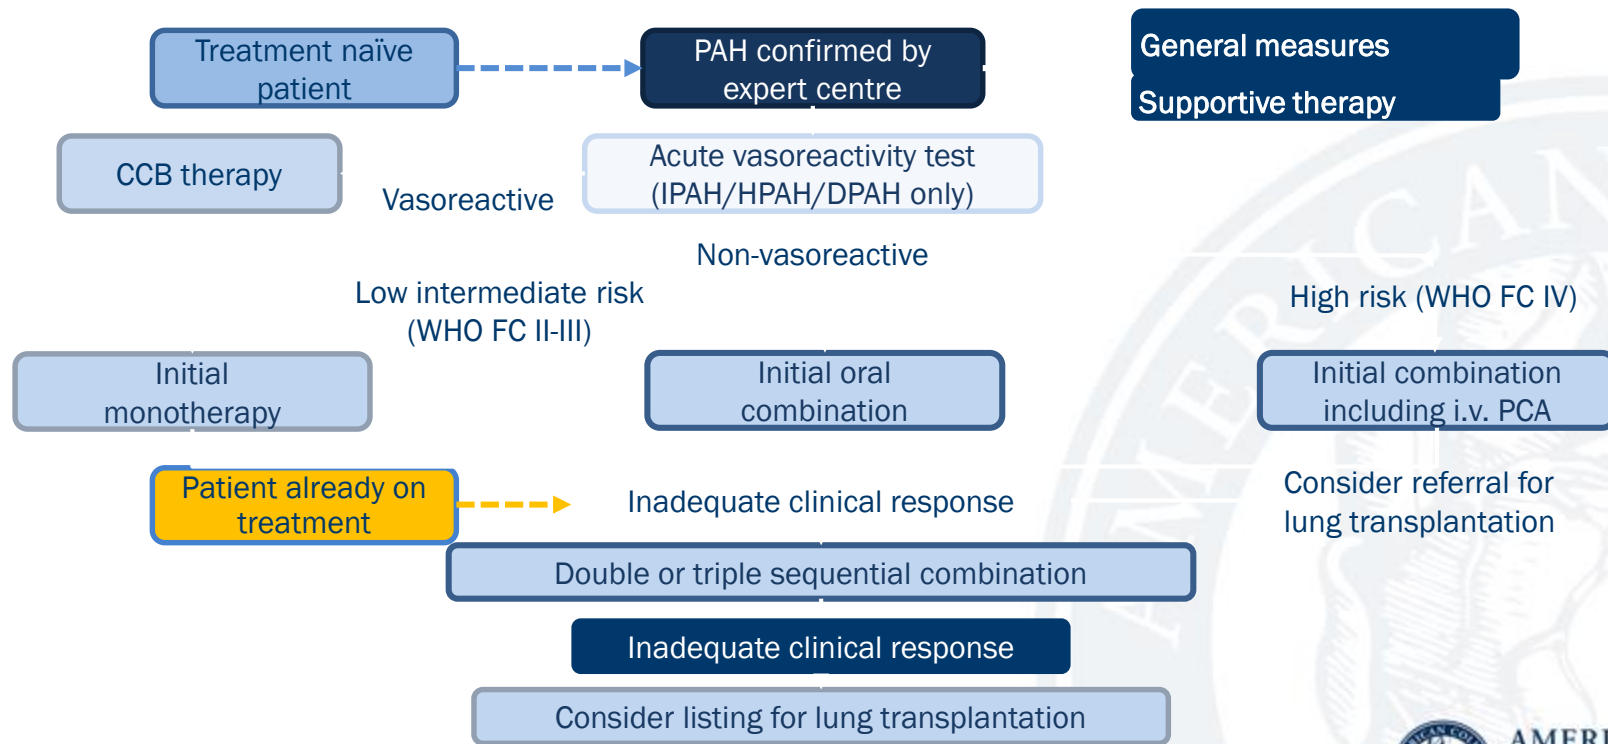 Treatment naïve
patient
PAH confirmed by
expert centre
General measures
Supportive therapy
CCB therapy
Vasoreactive
Acute vasoreactivity test
(IPAH/HPAH/DPAH only)
Non-vasoreactive
Low intermediate risk
(WHO FC II-III)
High risk (WHO FC IV)
Initial
monotherapy
Initial oral
combination
Initial combination
including i.v. PCA
Patient already on
treatment
Inadequate clinical response
Consider referral for
lung transplantation
Double or triple sequential combination
Inadequate clinical response
Consider listing for lung transplantation
AMERICAN